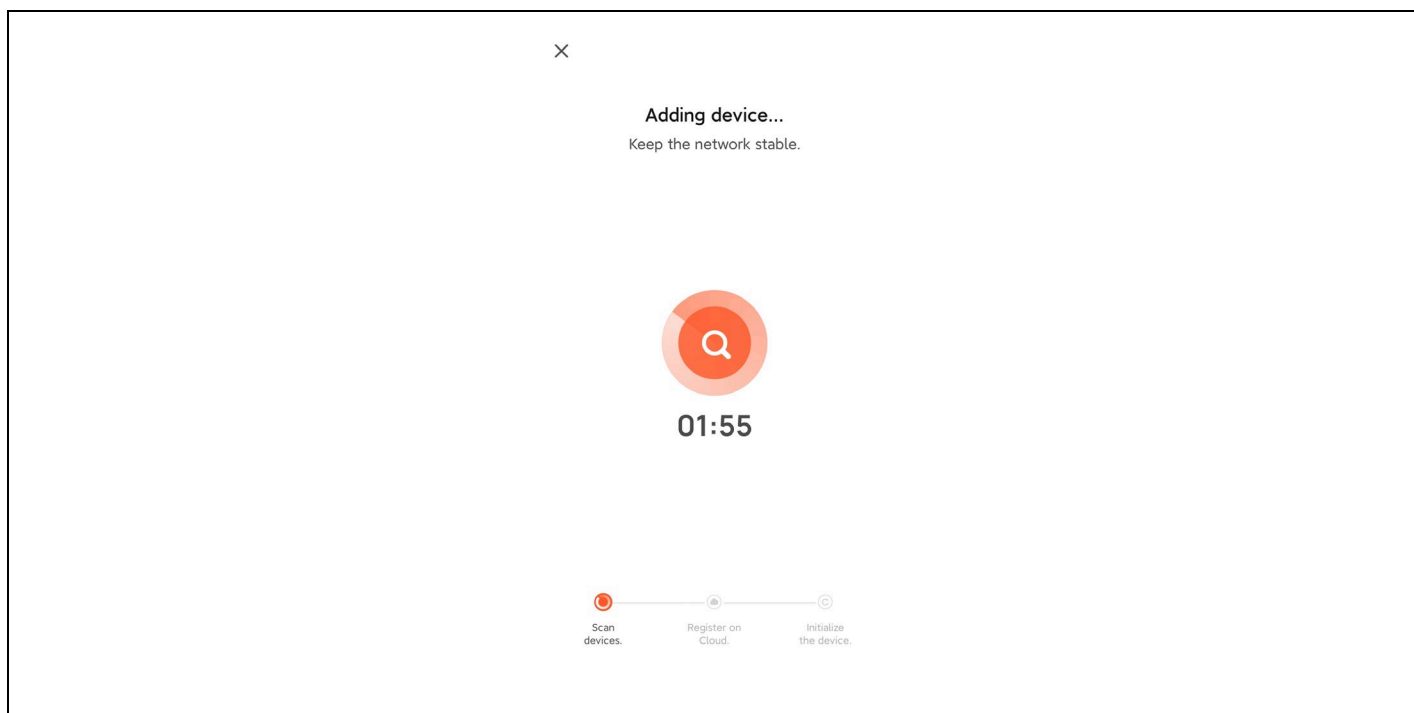 Adding device...
Keep the network stable.
01:55
Scan
devices.
Register on
Cloud.
Initialize
the device.